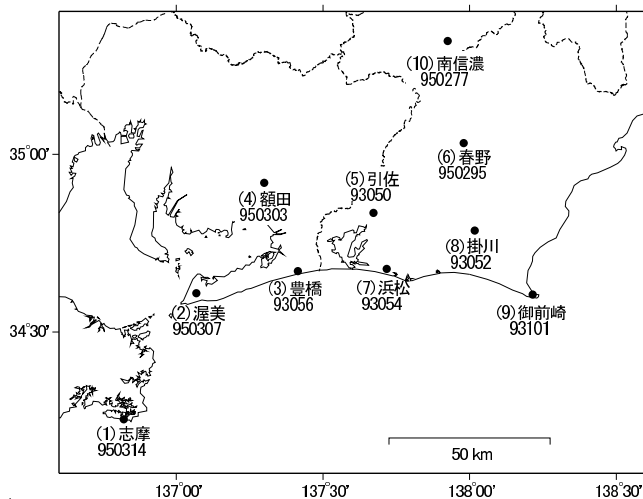 (10) 南信濃
950277
35°00′
(6) 春野
950295
(5) 引佐
93050
(4) 額田
950303
(8) 掛川
93052
(3) 豊橋
93056
(7) 浜松
93054
(2) 渥美
950307
(9) 御前崎
93101
34°30′
(1) 志摩
950314
50 km
137°00′
137°30′
138°00′
138°30′